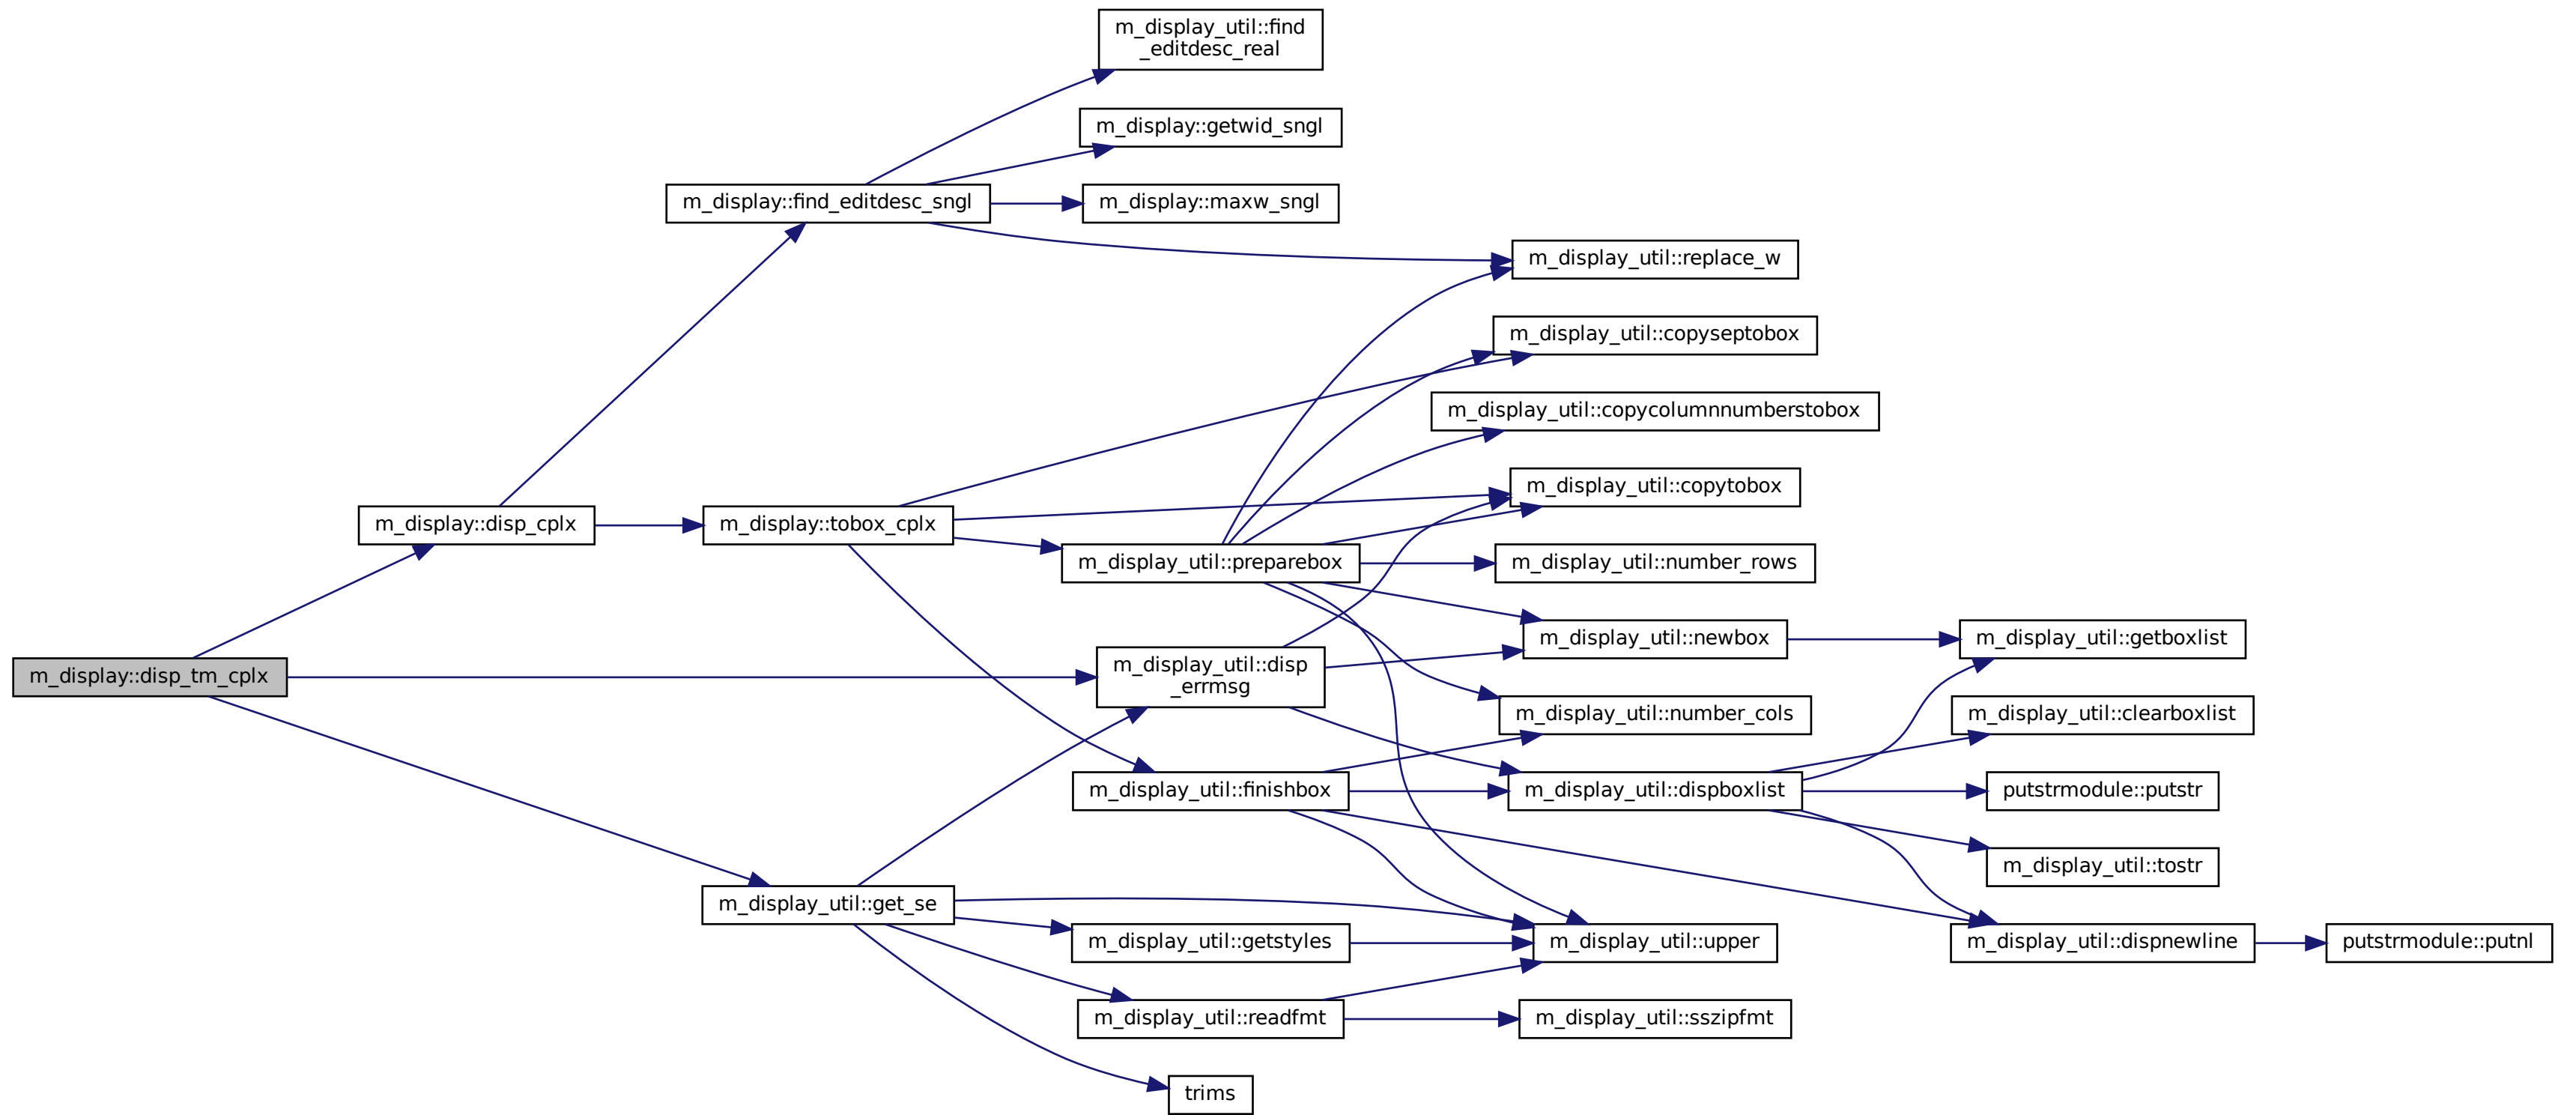 m_display_util::find
_editdesc_real
m_display::getwid_sngl
m_display::find_editdesc_sngl
m_display::maxw_sngl
m_display_util::replace_w
m_display_util::copyseptobox
m_display_util::copycolumnnumberstobox
m_display_util::copytobox
m_display::disp_cplx
m_display::tobox_cplx
m_display_util::preparebox
m_display_util::number_rows
m_display_util::newbox
m_display_util::getboxlist
m_display::disp_tm_cplx
m_display_util::disp
_errmsg
m_display_util::number_cols
m_display_util::clearboxlist
m_display_util::finishbox
m_display_util::dispboxlist
putstrmodule::putstr
m_display_util::tostr
m_display_util::get_se
m_display_util::getstyles
m_display_util::upper
m_display_util::dispnewline
putstrmodule::putnl
m_display_util::readfmt
m_display_util::sszipfmt
trims